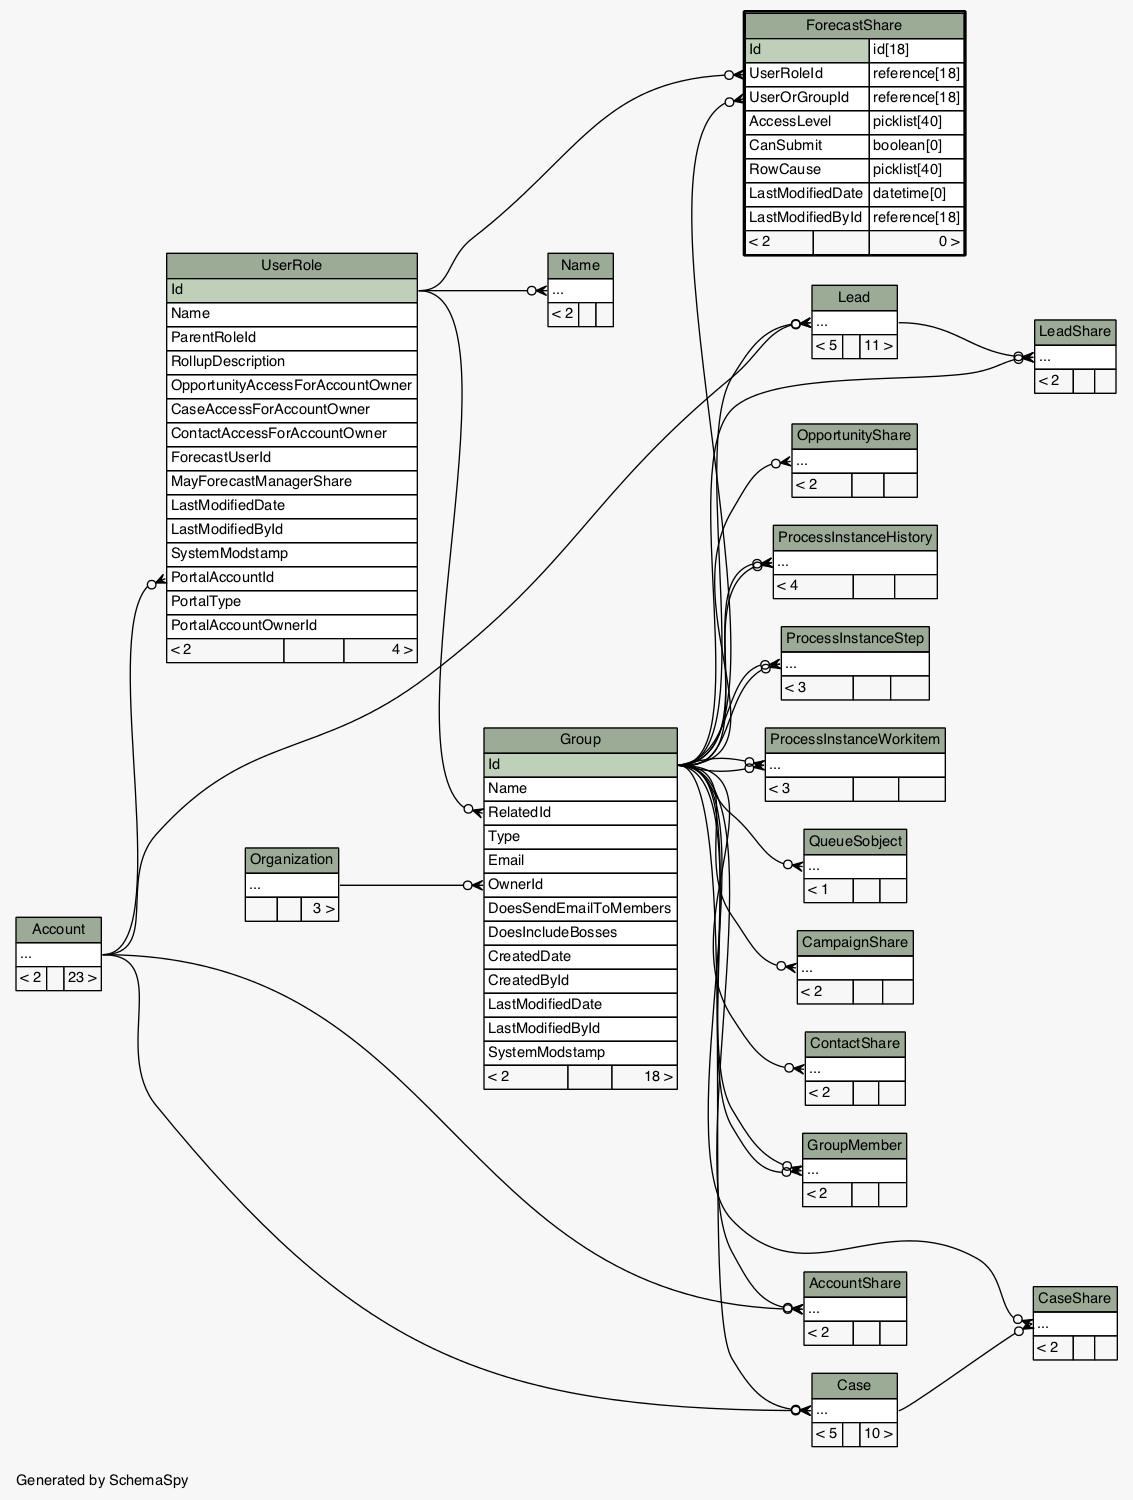 ForecastShare
Id id[18]
UserRoleId reference[18]
UserOrGroupId reference[18]
AccessLevel picklist[40]
CanSubmit boolean[0]
RowCause picklist[40]
LastModifiedDate datetime[0]
LastModifiedById reference[18]
< 2 0 >
UserRole
Id
Name
ParentRoleId
RollupDescription
OpportunityAccessForAccountOwner
CaseAccessForAccountOwner
ContactAccessForAccountOwner
ForecastUserId
MayForecastManagerShare
LastModifiedDate
LastModifiedById
SystemModstamp
PortalAccountId
PortalType
PortalAccountOwnerId
< 2 4 >
Name
...
< 2
Lead
...
< 5 11 >
LeadShare
...
< 2
OpportunityShare
...
< 2
ProcessInstanceHistory
...
< 4
ProcessInstanceStep
...
< 3
Group
Id
Name
RelatedId
Type
Email
OwnerId
DoesSendEmailToMembers
DoesIncludeBosses
CreatedDate
CreatedById
LastModifiedDate
LastModifiedById
SystemModstamp
< 2 18 >
ProcessInstanceWorkitem
...
< 3
QueueSobject
...
< 1
Organization
...
3 >
Account
...
< 2 23 >
CampaignShare
...
< 2
ContactShare
...
< 2
GroupMember
...
< 2
AccountShare
...
< 2
CaseShare
...
< 2
Case
...
< 5 10 >
Generated by SchemaSpy